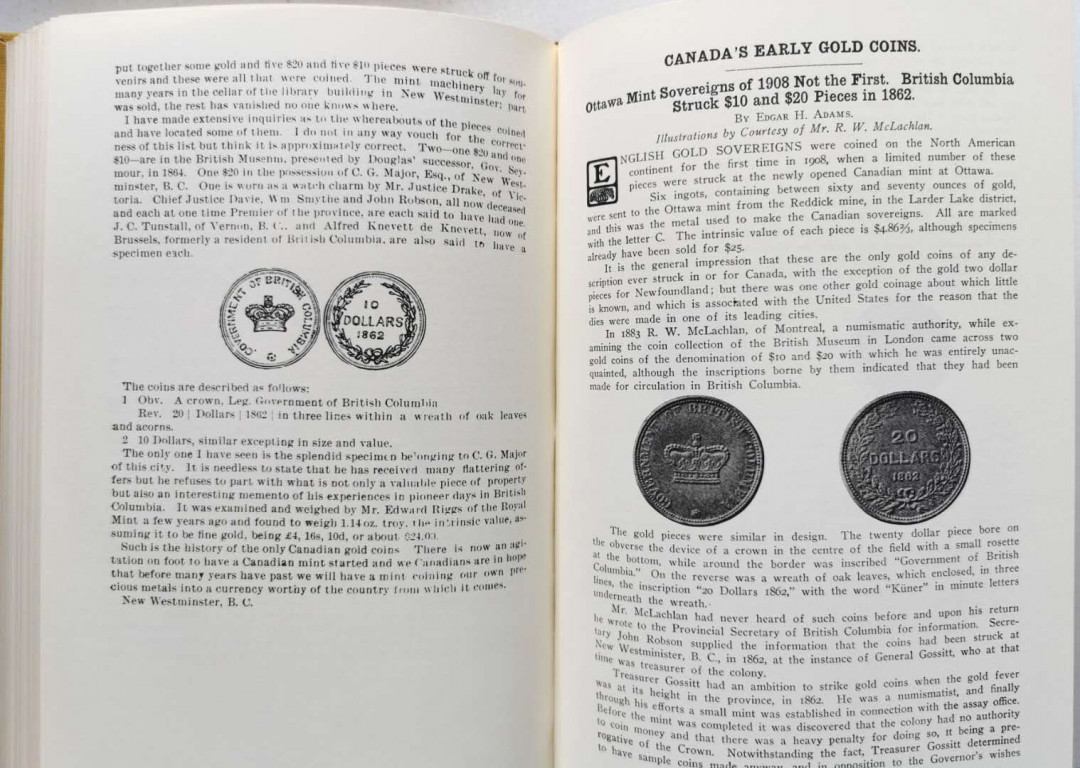 put together some gold and five $20 and five $10 pieces were struck off for sou-
venirs and these were all that were coined. The mint machinery lay for
many years in the cellar of the library building in New Westminster; part
was sold, the rest has vanished no one knows where.
I have made extensive inquiries as to the whereabouts of the pieces coined
and have located some of them. I do not in any way vouch for the correct
ness of this list but think it is approximately correct. Two—one $20 and one
$10—are in the British Museum, presented by Douglas' successor, Gov. Sey-
mour, in 1864. One $20 in the possession of C. G. Major, Esq., of New West-
minster, B. C. One is worn as a watch charm by Mr. Justice Drake, of Vic-
toria. Chief Justice Davie, Wm Smythe and John Robson, all now deceased
and each at one time Premier of the province, are each said to have had one.
J. C. Tunstall, of Vernon, B. C., and Alfred Knevett de Knevett, now of
Brussels, formerly a resident of British Columbia, are also said to have a
specimen each.
GOVERNMENT OF BRITISH COLUMBIA
10
DOLLARS
1862
The coins are described as follows:
1 Obv. A crown, Leg. Government of British Columbia
Rev. 20 | Dollars | 1862 | in three lines within a wreath of oak leaves
and acorns.
2 10 Dollars, similar excepting in size and value.
The only one I have seen is the splendid specimen belonging to C. G. Major
of this city. It is needless to state that he has received many flattering of-
fers but he refuses to part with what is not only a valuable piece of property
but also an interesting memento of his experiences in pioneer days in British
Columbia. It was examined and weighed by Mr. Edward Riggs of the Royal
Mint a few years ago and found to weigh 1.14 oz. troy, the intrinsic value, as-
suming it to be fine gold, being £4, 16s, 10d, or about $24.00.
Such is the history of the only Canadian gold coins There is now an agi-
tation on foot to have a Canadian mint started and we Canadians are in hope
that before many years have past we will have a mint coining our own pre-
cious metals into a currency worthy of the country from which it comes.
New Westminster, B. C.
CANADA'S EARLY GOLD COINS.
Ottawa Mint Sovereigns of 1908 Not the First. British Columbia
Struck $10 and $20 Pieces in 1862.
By Edgar H. Adams.
Illustrations by Courtesy of Mr. R. W. McLachlan.
ENGLISH GOLD SOVEREIGNS were coined on the North American
continent for the first time in 1908, when a limited number of these
pieces were struck at the newly opened Canadian mint at Ottawa.
Six ingots, containing between sixty and seventy ounces of gold,
were sent to the Ottawa mint from the Reddick mine, in the Larder Lake district,
and this was the metal used to make the Canadian sovereigns. All are marked
with the letter C. The intrinsic value of each piece is $4.86⅔, although specimens
already have been sold for $25.
It is the general impression that these are the only gold coins of any de-
scription ever struck in or for Canada, with the exception of the gold two dollar
pieces for Newfoundland; but there was one other gold coinage about which little
is known, and which is associated with the United States for the reason that the
dies were made in one of its leading cities.
In 1883 R. W. McLachlan, of Montreal, a numismatic authority, while ex-
amining the coin collection of the British Museum in London came across two
gold coins of the denomination of $10 and $20 with which he was entirely unac-
quainted, although the inscriptions borne by them indicated that they had been
made for circulation in British Columbia.
GOVERNMENT OF BRITISH COLUMBIA
20
DOLLARS
1862
The gold pieces were similar in design. The twenty dollar piece bore on
the obverse the device of a crown in the centre of the field with a small rosette
at the bottom, while around the border was inscribed "Government of British
Columbia." On the reverse was a wreath of oak leaves, which enclosed, in three
lines, the inscription "20 Dollars 1862," with the word "Küner" in minute letters
underneath the wreath.
Mr. McLachlan had never heard of such coins before and upon his return
he wrote to the Provincial Secretary of British Columbia for information. Secre-
tary John Robson supplied the information that the coins had been struck at
New Westminister, B. C., in 1862, at the instance of General Gossitt, who at that
time was treasurer of the colony.
Treasurer Gossitt had an ambition to strike gold coins when the gold fever
was at its height in the province, in 1862. He was a numismatist, and finally
through his efforts a small mint was established in connection with the assay office.
Before the mint was completed it was discovered that the colony had no authority
to coin money and that there was a heavy penalty for doing so, it being a pre-
rogative of the Crown. Notwithstanding the fact, Treasurer Gossitt determined
to have sample coins made anyway, and in opposition to the Governor's wishes